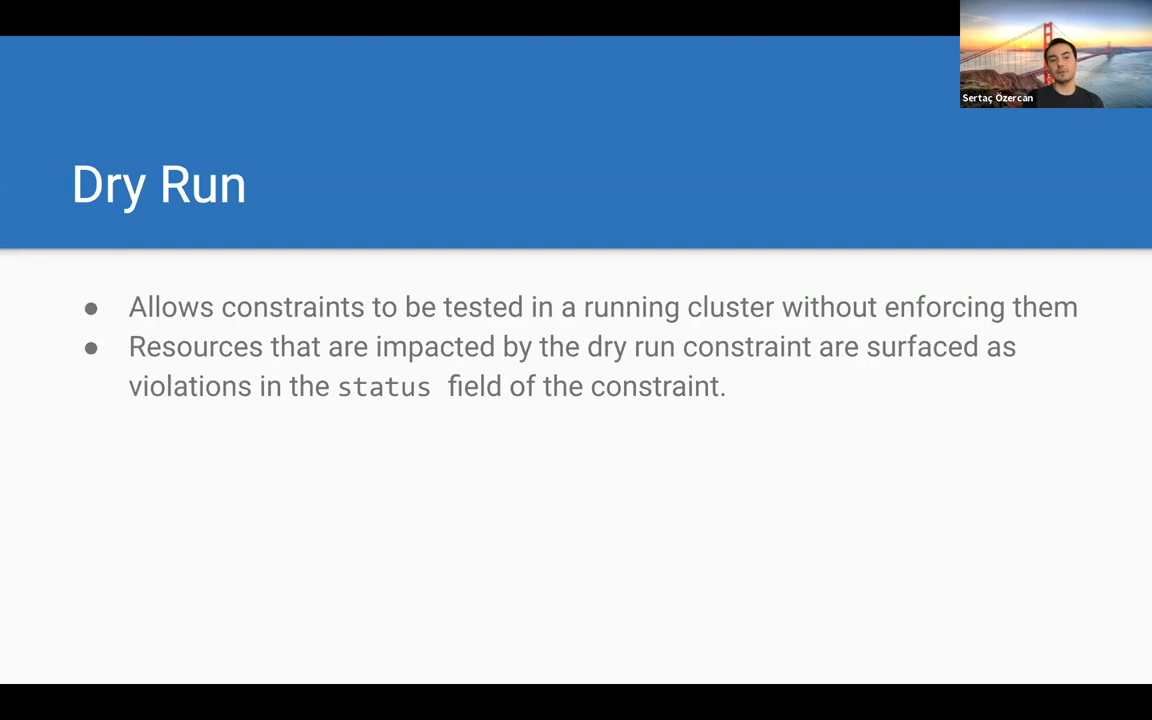 Sertaç Özercan
Dry Run
● Allows constraints to be tested in a running cluster without enforcing them
● Resources that are impacted by the dry run constraint are surfaced as
violations in the status field of the constraint.